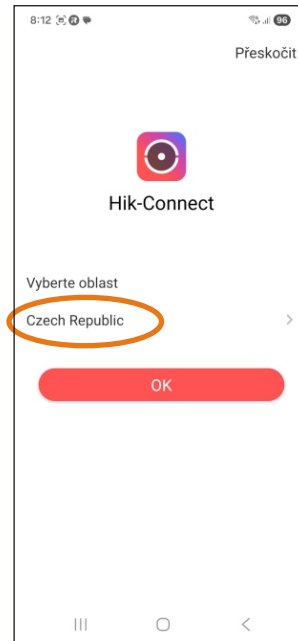 8:12
96
Přeskočit
Hik-Connect
Vyberte oblast
Czech Republic
OK